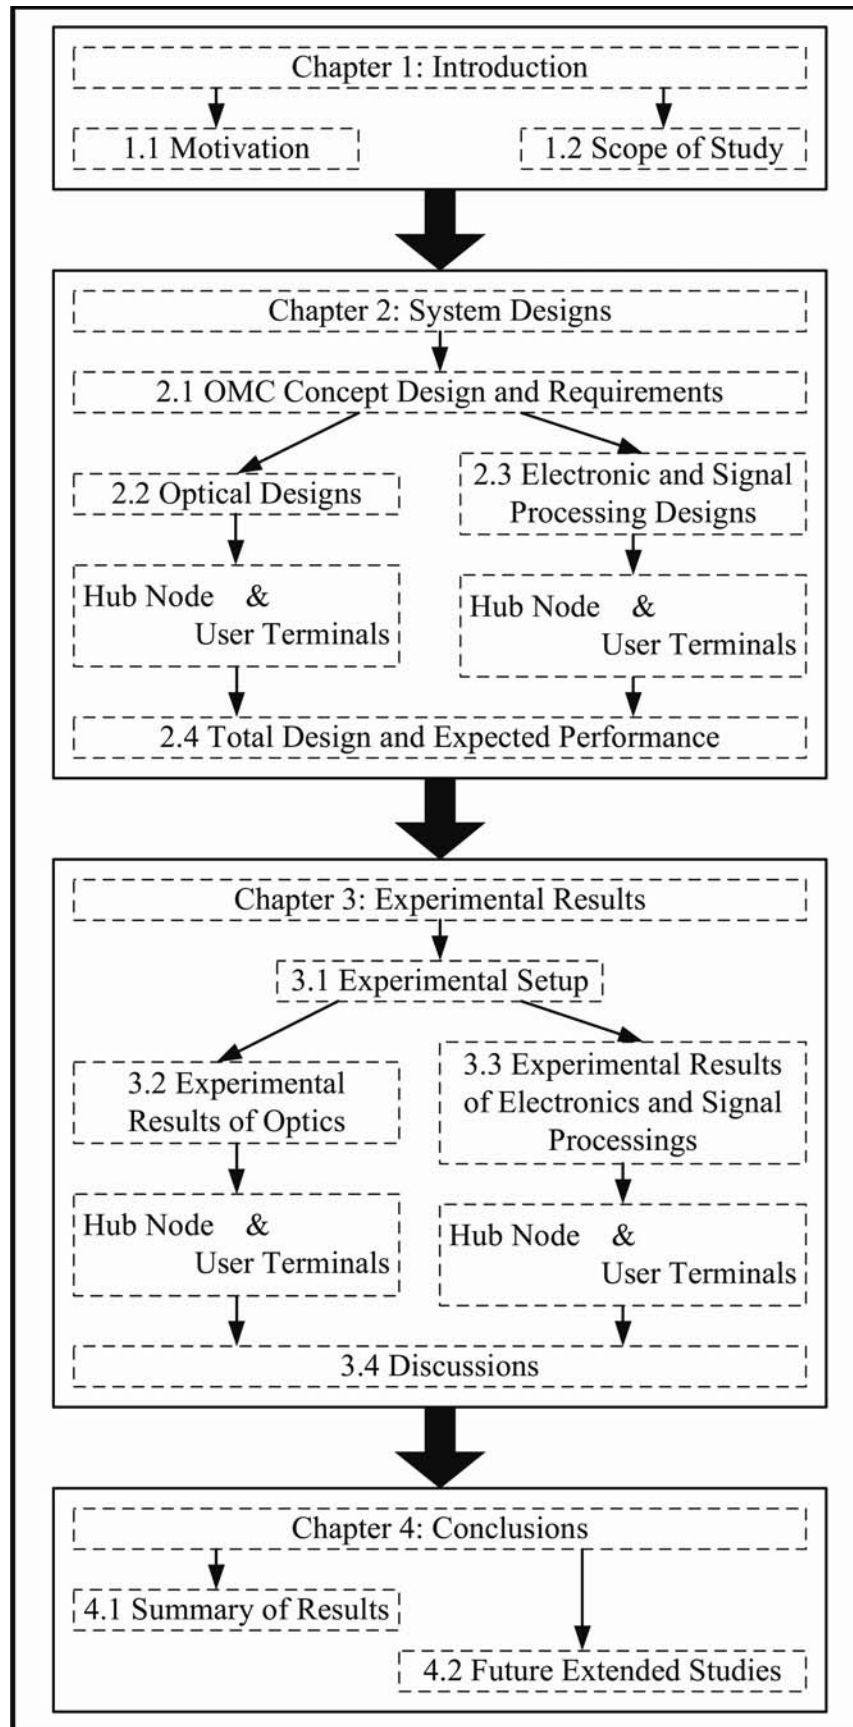 Chapter 1: Introduction
1.1 Motivation
1.2 Scope of Study
Chapter 2: System Designs
2.1 OMC Concept Design and Requirements
2.2 Optical Designs
2.3 Electronic and Signal
Processing Designs
Hub Node &
User Terminals
Hub Node &
User Terminals
2.4 Total Design and Expected Performance
Chapter 3: Experimental Results
3.1 Experimental Setup
3.2 Experimental
Results of Optics
3.3 Experimental Results
of Electronics and Signal
Processings
Hub Node &
User Terminals
Hub Node &
User Terminals
3.4 Discussions
Chapter 4: Conclusions
4.1 Summary of Results
4.2 Future Extended Studies